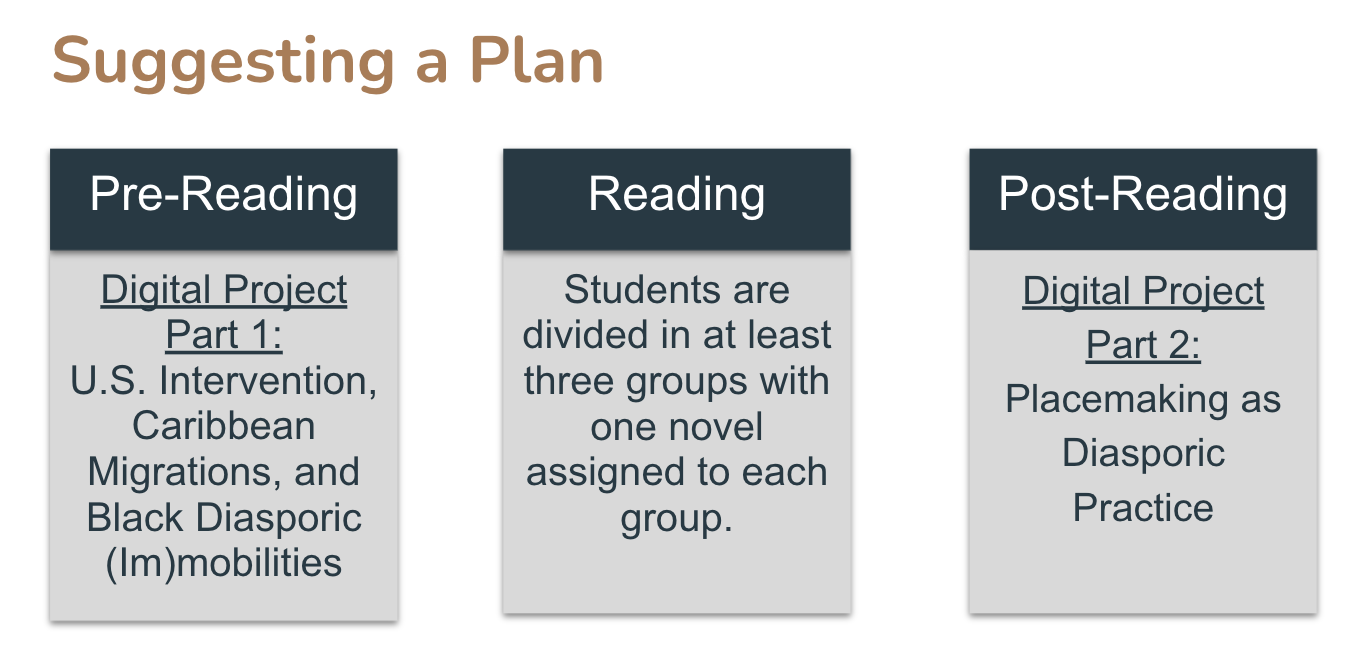 Suggesting a Plan
Pre-Reading
Digital Project
Part 1:
U.S. Intervention,
Caribbean
Migrations, and
Black Diasporic
(Im)mobilities
Reading
Students are
divided in at least
three groups with
one novel
assigned to each
group.
Post-Reading
Digital Project
Part 2:
Placemaking as
Diasporic
Practice